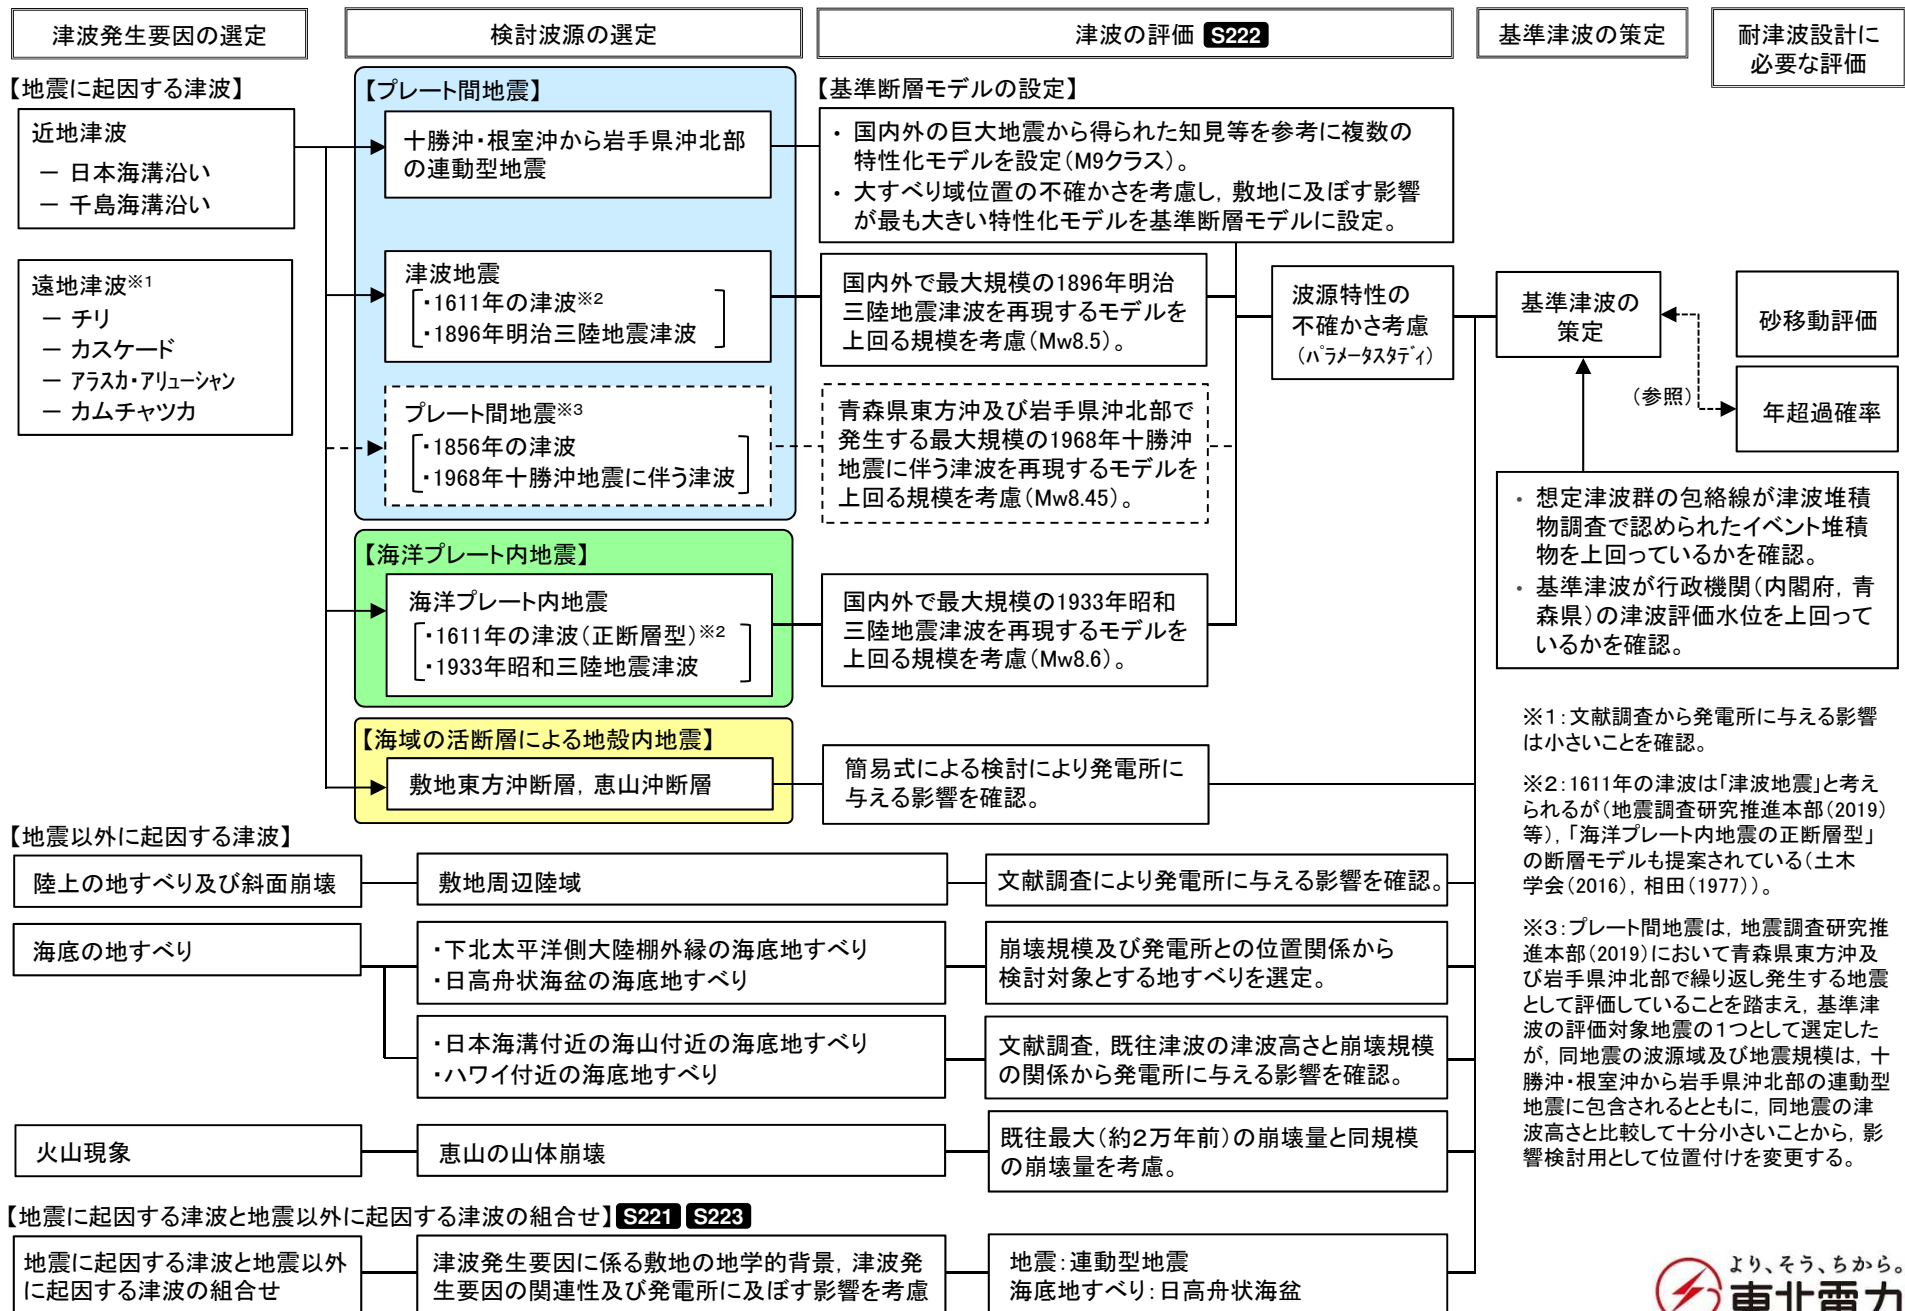 津波発生要因の選定
検討波源の選定
津波の評価 S222
基準津波の策定
耐津波設計に
必要な評価
【地震に起因する津波】
近地津波
－ 日本海溝沿い
－ 千島海溝沿い
遠地津波※1
－ チリ
－ カスケード
－ アラスカ・アリューシャン
－ カムチャツカ
【プレート間地震】
十勝沖・根室沖から岩手県沖北部
の連動型地震
津波地震
・1611年の津波※2
・1896年明治三陸地震津波
プレート間地震※3
・1856年の津波
・1968年十勝沖地震に伴う津波
【海洋プレート内地震】
海洋プレート内地震
・1611年の津波（正断層型）※2
・1933年昭和三陸地震津波
【海域の活断層による地殻内地震】
敷地東方沖断層，恵山沖断層
【基準断層モデルの設定】
・ 国内外の巨大地震から得られた知見等を参考に複数の
特性化モデルを設定（M9クラス）。
・ 大すべり域位置の不確かさを考慮し，敷地に及ぼす影響
が最も大きい特性化モデルを基準断層モデルに設定。
国内外で最大規模の1896年明治
三陸地震津波を再現するモデルを
上回る規模を考慮（Mw8.5）。
青森県東方沖及び岩手県沖北部で
発生する最大規模の1968年十勝沖
地震に伴う津波を再現するモデルを
上回る規模を考慮（Mw8.45）。
国内外で最大規模の1933年昭和
三陸地震津波を再現するモデルを
上回る規模を考慮（Mw8.6）。
簡易式による検討により発電所に
与える影響を確認。
波源特性の
不確かさ考慮
（ﾊﾟﾗﾒｰﾀｽﾀﾃﾞｨ）
基準津波の
策定
砂移動評価
（参照）
年超過確率
・ 想定津波群の包絡線が津波堆積
物調査で認められたイベント堆積
物を上回っているかを確認。
・ 基準津波が行政機関（内閣府，青
森県）の津波評価水位を上回って
いるかを確認。
【地震以外に起因する津波】
陸上の地すべり及び斜面崩壊
敷地周辺陸域
文献調査により発電所に与える影響を確認。
海底の地すべり
・下北太平洋側大陸棚外縁の海底地すべり
・日高舟状海盆の海底地すべり
崩壊規模及び発電所との位置関係から
検討対象とする地すべりを選定。
・日本海溝付近の海山付近の海底地すべり
・ハワイ付近の海底地すべり
文献調査，既往津波の津波高さと崩壊規模
の関係から発電所に与える影響を確認。
火山現象
恵山の山体崩壊
既往最大（約２万年前）の崩壊量と同規模
の崩壊量を考慮。
【地震に起因する津波と地震以外に起因する津波の組合せ】 S221 S223
地震に起因する津波と地震以外
に起因する津波の組合せ
津波発生要因に係る敷地の地学的背景，津波発
生要因の関連性及び発電所に及ぼす影響を考慮
地震：連動型地震
海底地すべり：日高舟状海盆
※１：文献調査から発電所に与える影響
は小さいことを確認。
※２：1611年の津波は「津波地震」と考え
られるが（地震調査研究推進本部（2019）
等），「海洋プレート内地震の正断層型」
の断層モデルも提案されている（土木
学会（2016），相田（1977））。
※３：プレート間地震は，地震調査研究推
進本部（2019）において青森県東方沖及
び岩手県沖北部で繰り返し発生する地震
として評価していることを踏まえ，基準津
波の評価対象地震の１つとして選定した
が，同地震の波源域及び地震規模は，十
勝沖・根室沖から岩手県沖北部の連動型
地震に包含されるとともに，同地震の津
波高さと比較して十分小さいことから，影
響検討用として位置付けを変更する。
より、そう、ちから。
東北電力